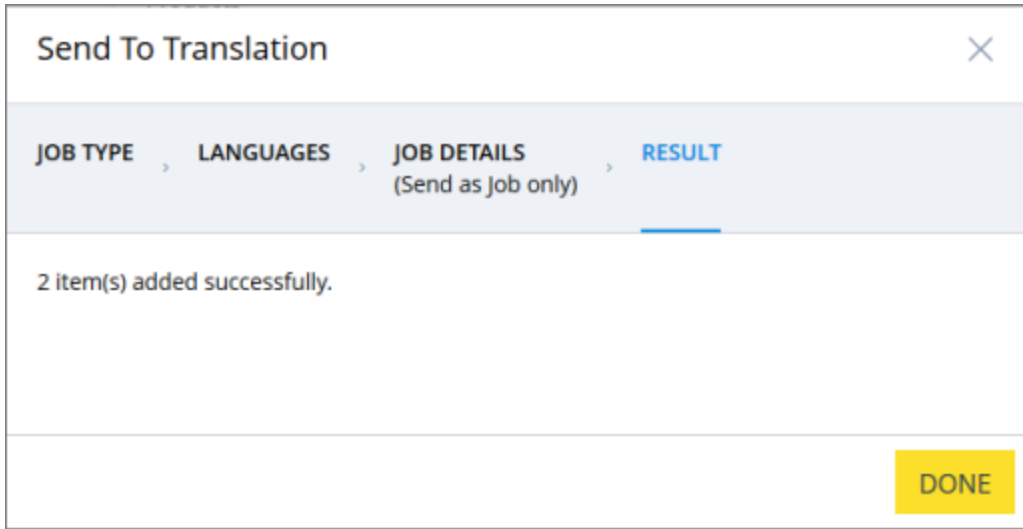 Send To Translation
JOB TYPE › LANGUAGES › JOB DETAILS › RESULT
(Send as Job only)
2 item(s) added successfully.
DONE